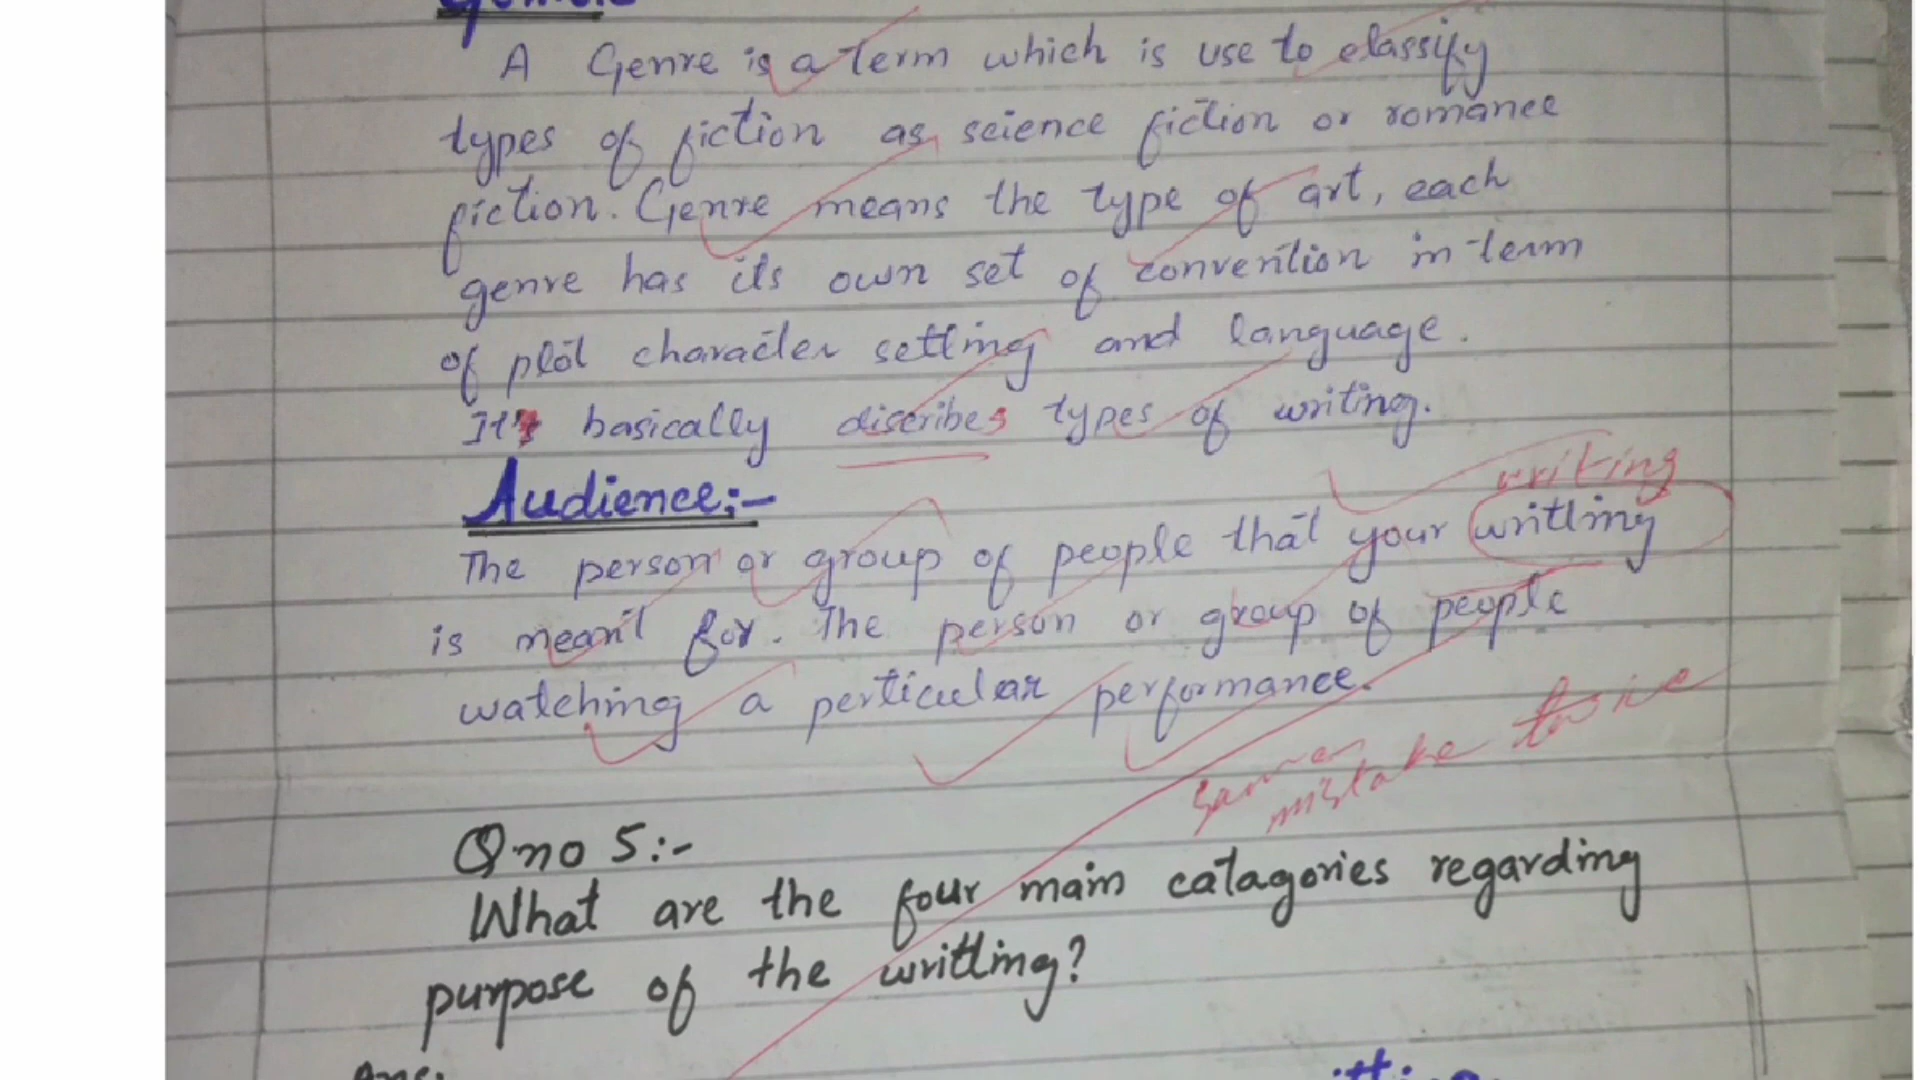 A Genre is a term which is use to classify
types of fiction as science fiction or romance
fiction. Genre means the type of art, each
genre has its own set of convention in term
of plot character setting and language.
It's basically discribes types of writing.
Audience:-
writing
The person or group of people that your writting
is meant for. The person or group of people
watching a perticular performance.
same mistake twice
Q no 5:-
What are the four main catagories regarding
purpose of the writting?
Ans: